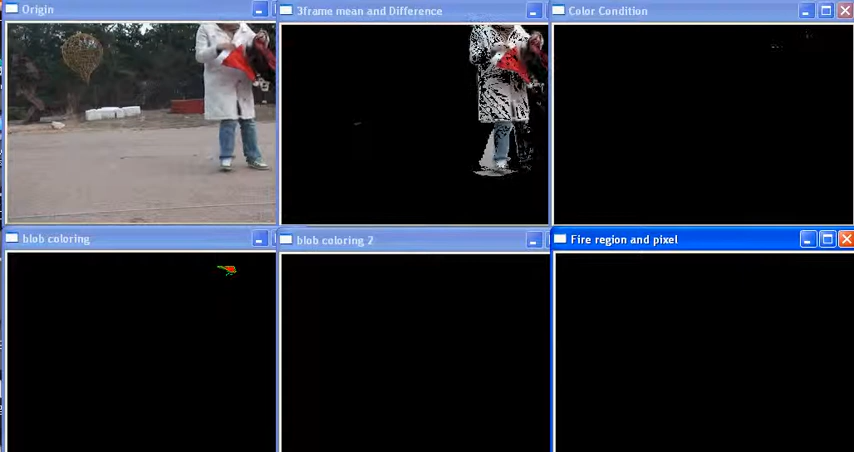 Origin
3frame mean and Difference
Color Condition
blob coloring
blob coloring 2
Fire region and pixel